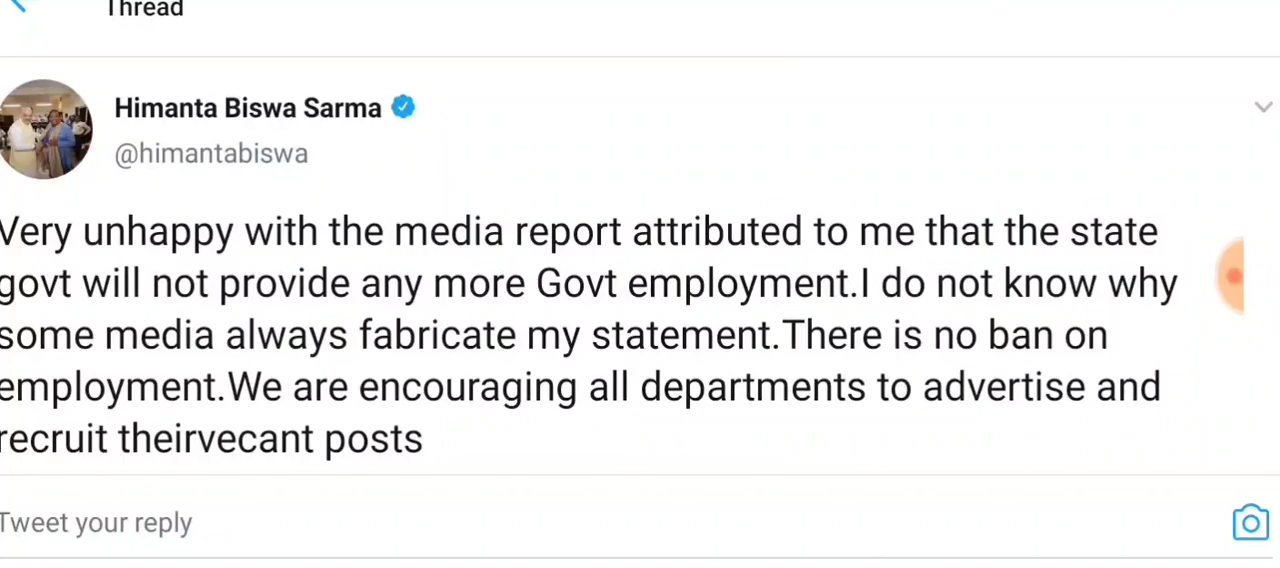 Thread
Himanta Biswa Sarma
@himantabiswa
Very unhappy with the media report attributed to me that the state
govt will not provide any more Govt employment.I do not know why
some media always fabricate my statement.There is no ban on
employment.We are encouraging all departments to advertise and
recruit theirvecant posts
Tweet your reply